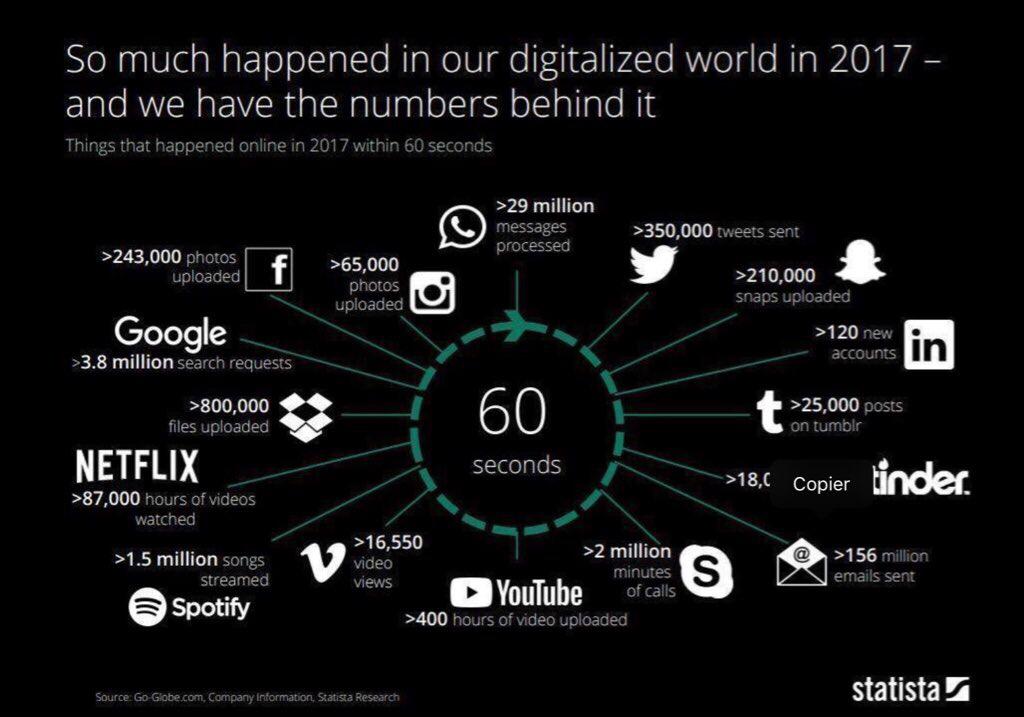 So much happened in our digitalized world in 2017 –
and we have the numbers behind it
Things that happened online in 2017 within 60 seconds
>29 million
messages
processed
>350,000 tweets sent
>243,000 photos
uploaded
f
>65,000
photos
uploaded
>210,000
snaps uploaded
Google
>3.8 million search requests
>120 new
accounts
in
>800,000
files uploaded
60
seconds
t
>25,000 posts
on tumblr
NETFLIX
>87,000 hours of videos
watched
>18,0
Copier
tinder.
>1.5 million songs
streamed
Spotify
>16,550
video
views
YouTube
>400 hours of video uploaded
>2 million
minutes
of calls
S
@
>156 million
emails sent
Source: Go-Globe.com, Company Information, Statista Research
statista